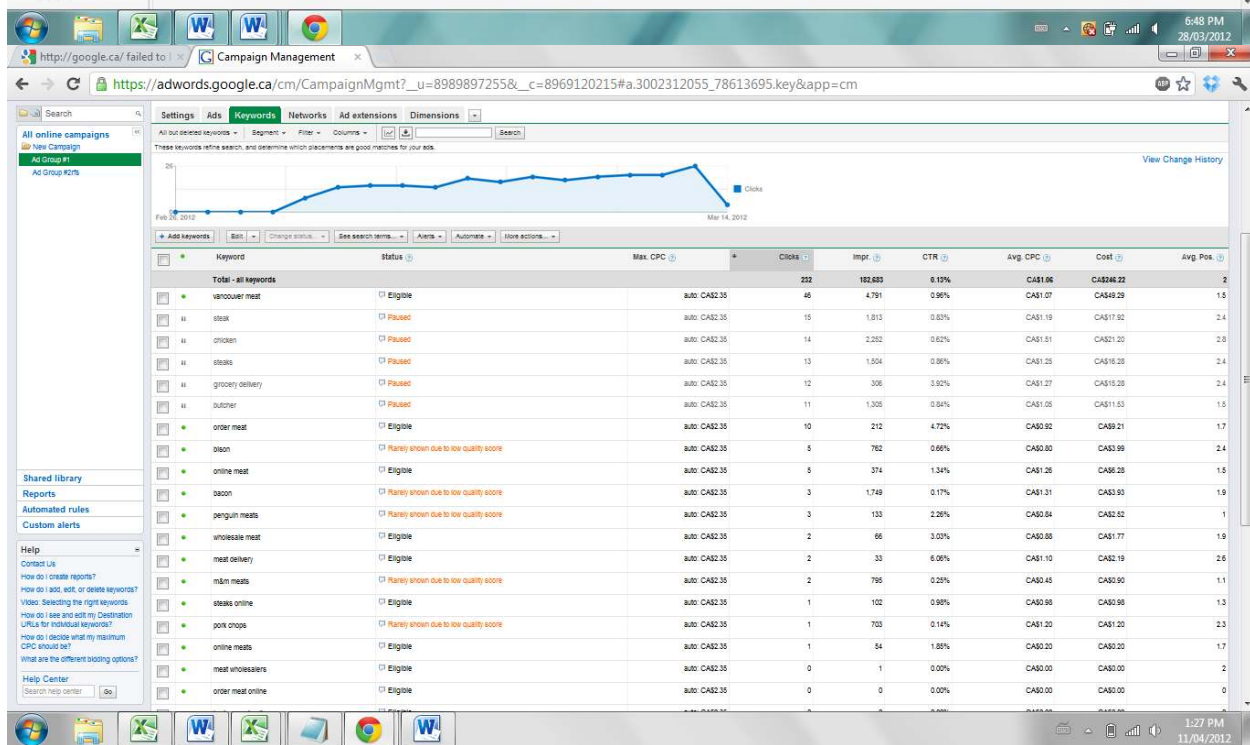 6:48 PM
28/03/2012
http://google.ca/ failed to
Campaign Management
https://adwords.google.ca/cm/CampaignMgmt?__u=89898972​55&__c=8969120215#a.3002312055_78613695.key&app=cm
Search
All online campaigns
New Campaign
Ad Group #1
Ad Group #2rfs
Settings Ads Keywords Networks Ad extensions Dimensions
All but deleted keywords Segment Filter Columns Search
These keywords refine search, and determine which placements are good matches for your ads.
View Change History
26
0
Clicks
Feb 26, 2012 Mar 14, 2012
+ Add keywords Edit Change status... See search terms... Alerts Automate More actions...
Keyword Status Max. CPC Clicks Impr. CTR Avg. CPC Cost Avg. Pos.
Total - all keywords 232 182,683 0.13% CA$1.06 CA$246.22 2
vancouver meat Eligible auto: CA$2.35 46 4,791 0.96% CA$1.07 CA$49.29 1.5
steak Paused auto: CA$2.35 15 1,813 0.83% CA$1.19 CA$17.92 2.4
chicken Paused auto: CA$2.35 14 2,252 0.62% CA$1.51 CA$21.20 2.8
steaks Paused auto: CA$2.35 13 1,504 0.86% CA$1.25 CA$16.28 2.4
grocery delivery Paused auto: CA$2.35 12 306 3.92% CA$1.27 CA$15.28 2.4
butcher Paused auto: CA$2.35 11 1,305 0.84% CA$1.05 CA$11.53 1.5
order meat Eligible auto: CA$2.35 10 212 4.72% CA$0.92 CA$9.21 1.7
bison Rarely shown due to low quality score auto: CA$2.35 5 762 0.66% CA$0.80 CA$3.99 2.4
online meat Eligible auto: CA$2.35 5 374 1.34% CA$1.26 CA$6.28 1.5
bacon Rarely shown due to low quality score auto: CA$2.35 3 1,749 0.17% CA$1.31 CA$3.93 1.9
penguin meats Rarely shown due to low quality score auto: CA$2.35 3 133 2.26% CA$0.84 CA$2.52 1
wholesale meat Eligible auto: CA$2.35 2 66 3.03% CA$0.88 CA$1.77 1.9
meat delivery Eligible auto: CA$2.35 2 33 6.06% CA$1.10 CA$2.19 2.6
m&m meats Rarely shown due to low quality score auto: CA$2.35 2 795 0.25% CA$0.45 CA$0.90 1.1
steaks online Eligible auto: CA$2.35 1 102 0.98% CA$0.98 CA$0.98 1.3
pork chops Rarely shown due to low quality score auto: CA$2.35 1 703 0.14% CA$1.20 CA$1.20 2.3
online meats Eligible auto: CA$2.35 1 54 1.85% CA$0.20 CA$0.20 1.7
meat wholesalers Eligible auto: CA$2.35 0 1 0.00% CA$0.00 CA$0.00 2
order meat online Eligible auto: CA$2.35 0 0 0.00% CA$0.00 CA$0.00 0
Shared library
Reports
Automated rules
Custom alerts
Help
Contact Us
How do I create reports?
How do I add, edit, or delete keywords?
Video: Selecting the right keywords
How do I see and edit my Destination
URLs for individual keywords?
How do I decide what my maximum
CPC should be?
What are the different bidding options?
Help Center
Search help center Go
1:27 PM
11/04/2012